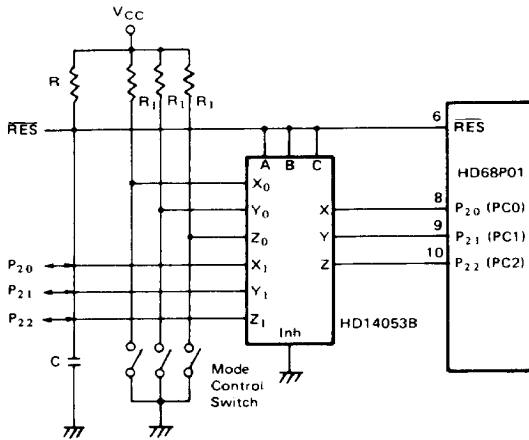 VCC
R
R1 R1 R1
RES
6
RES
A B C
HD68P01
X0
Y0
Z0
X
8
P20 (PC0)
Y
9
P21 (PC1)
Z
10
P22 (PC2)
P20
X1
P21
Y1
P22
Z1
Inh
HD14053B
C
Mode
Control
Switch